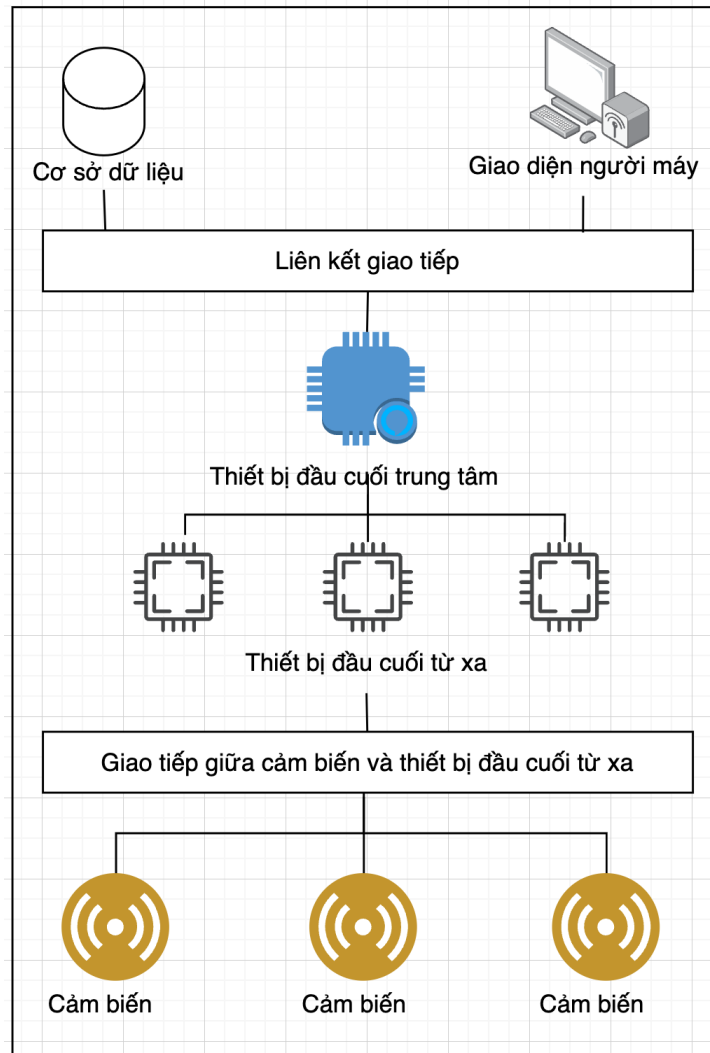 Cơ sở dữ liệu
Giao diện người máy
Liên kết giao tiếp
Thiết bị đầu cuối trung tâm
Thiết bị đầu cuối từ xa
Giao tiếp giữa cảm biến và thiết bị đầu cuối từ xa
Cảm biến
Cảm biến
Cảm biến